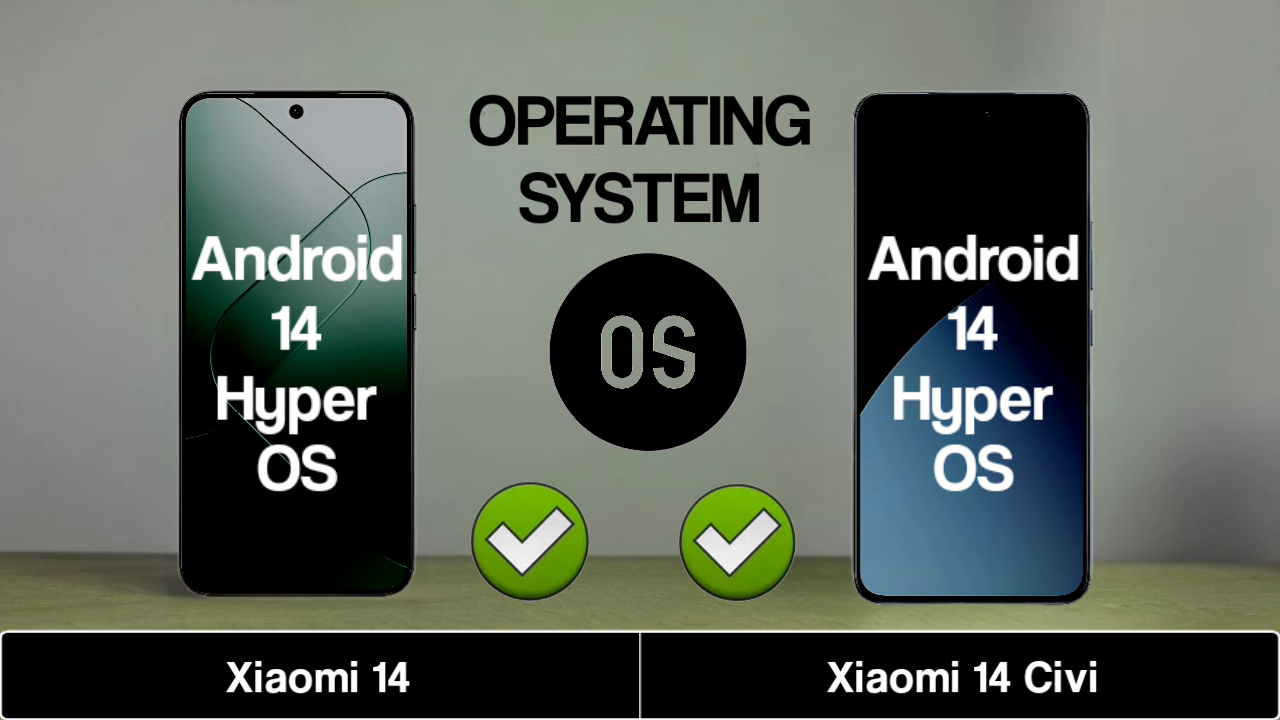 OPERATING
SYSTEM
Android
14
Hyper
OS
OS
Android
14
Hyper
OS
Xiaomi 14
Xiaomi 14 Civi